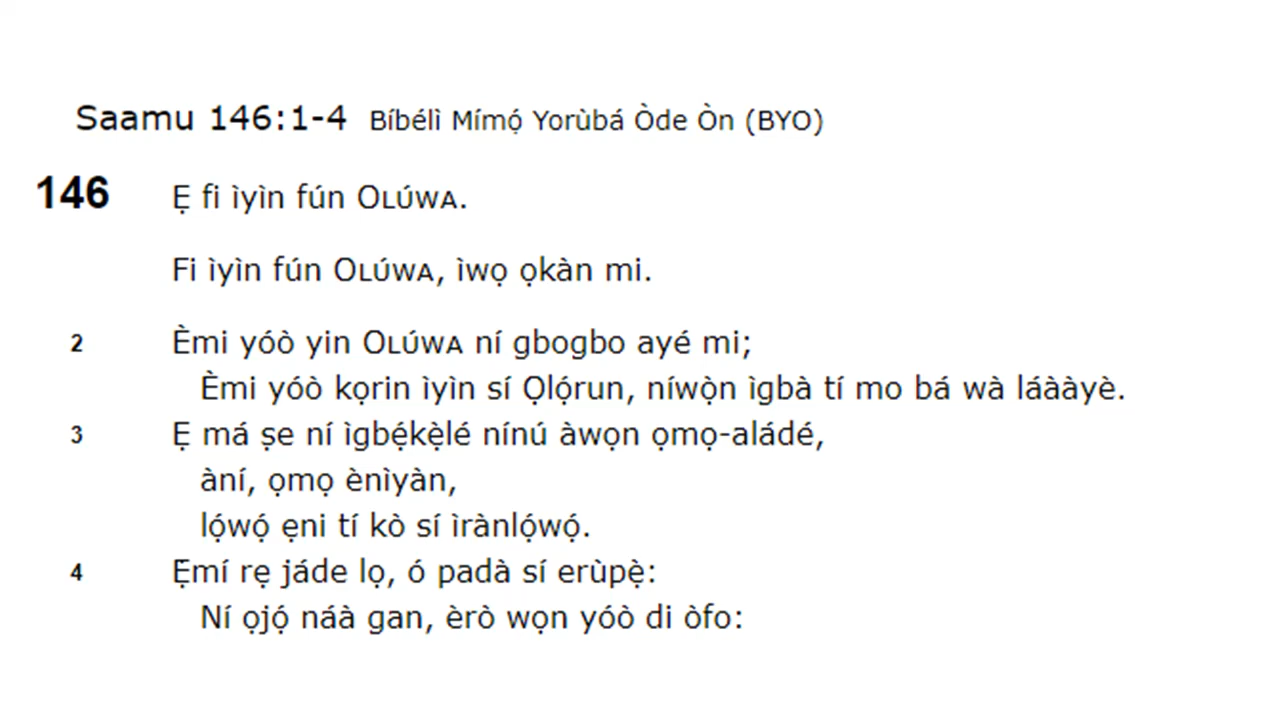 Saamu 146:1-4 Bíbélì Mímọ́ Yorùbá Òde Òn (BYO)
146 Ẹ fi ìyìn fún Olúwa.
Fi ìyìn fún Olúwa, ìwọ ọkàn mi.
2 Èmi yóò yin Olúwa ní gbogbo ayé mi;
Èmi yóò kọrin ìyìn sí Ọlọ́run, níwọ̀n ìgbà tí mo bá wà láààyè.
3 Ẹ má ṣe ní ìgbẹ́kẹ̀lé nínú àwọn ọmọ-aládé,
àní, ọmọ ènìyàn,
lọ́wọ́ ẹni tí kò sí ìrànlọ́wọ́.
4 Ẹ̀mí rẹ jáde lọ, ó padà sí erùpẹ̀:
Ní ọjọ́ náà gan, èrò wọn yóò di òfo: